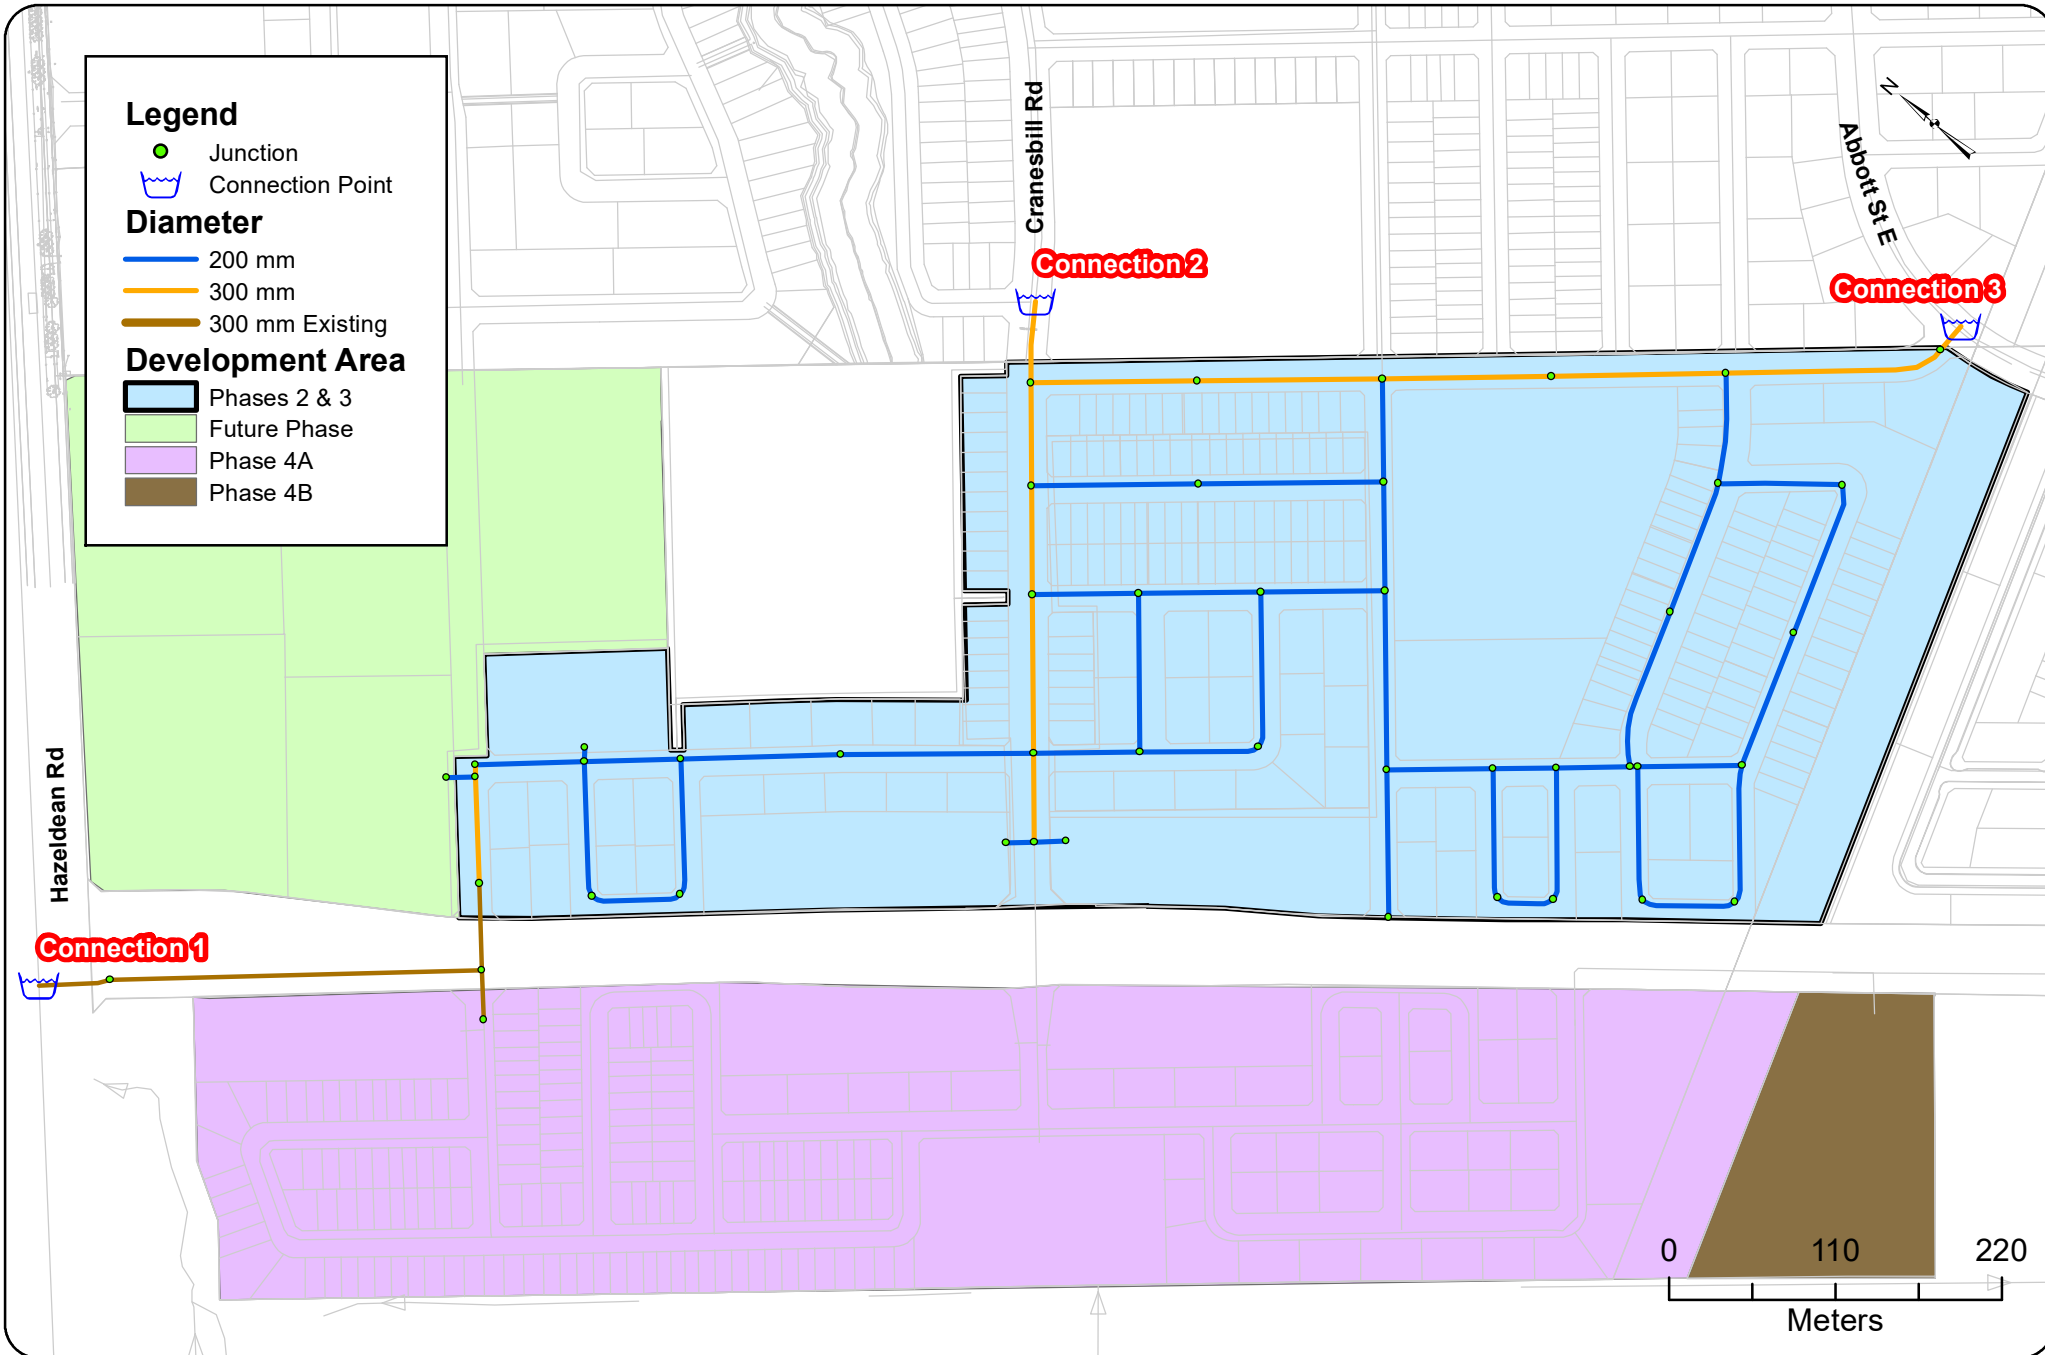 Legend
Junction
Connection Point
Diameter
200 mm
300 mm
300 mm Existing
Development Area
Phases 2 & 3
Future Phase
Phase 4A
Phase 4B
Cranesbill Rd
Abbott St E
N
Connection 2
Connection 3
Hazeldean Rd
Connection 1
0 110 220
Meters